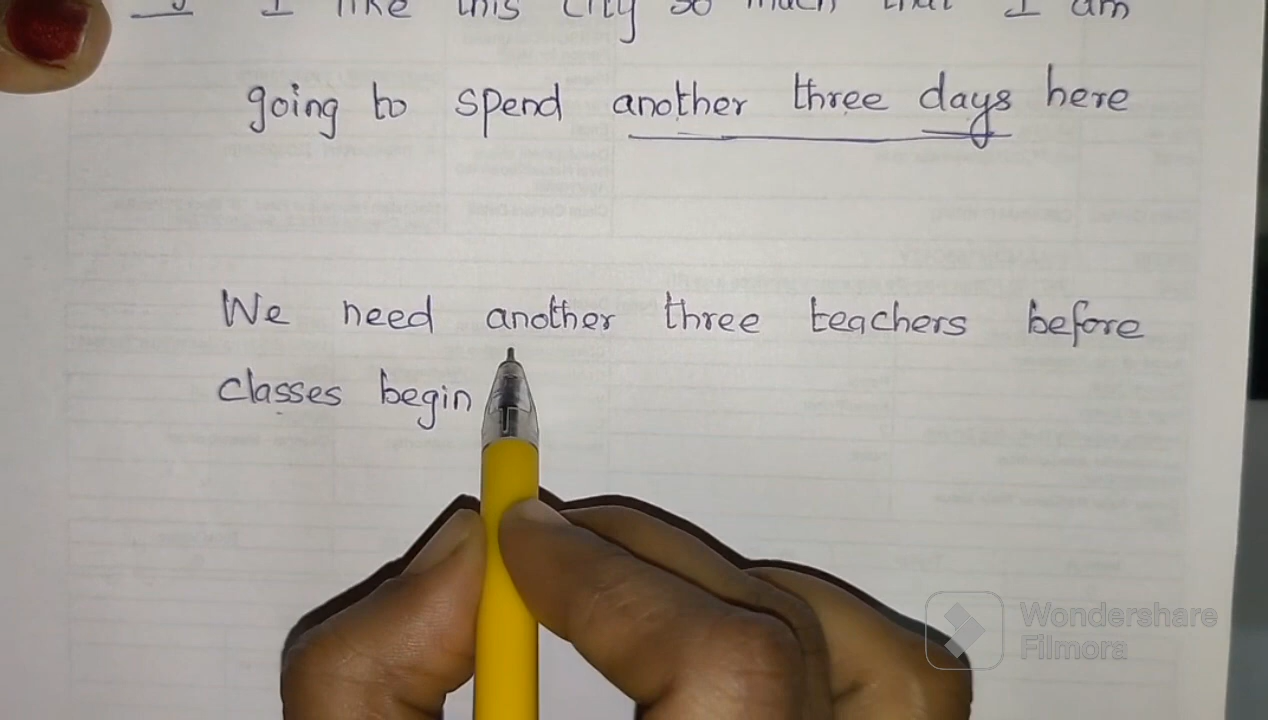 I like this city so much that I am
going to spend another three days here
We need another three teachers before
classes begin
Wondershare
Filmora